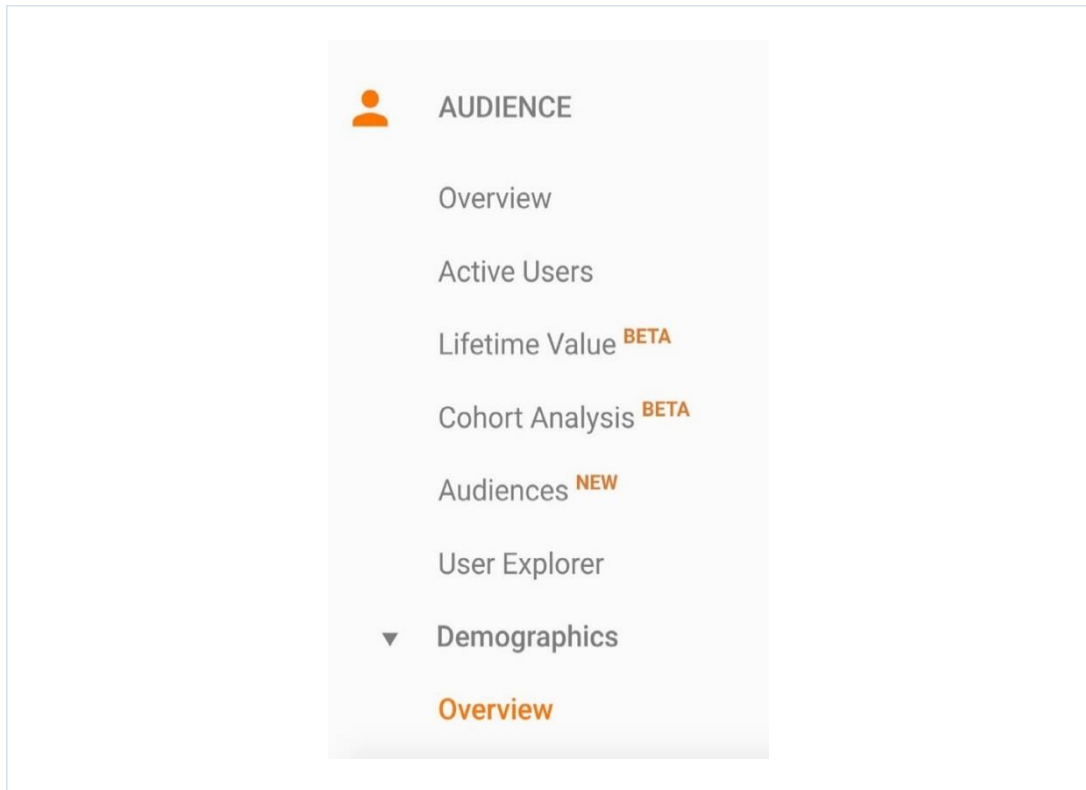 AUDIENCE
Overview
Active Users
Lifetime Value BETA
Cohort Analysis BETA
Audiences NEW
User Explorer
Demographics
Overview